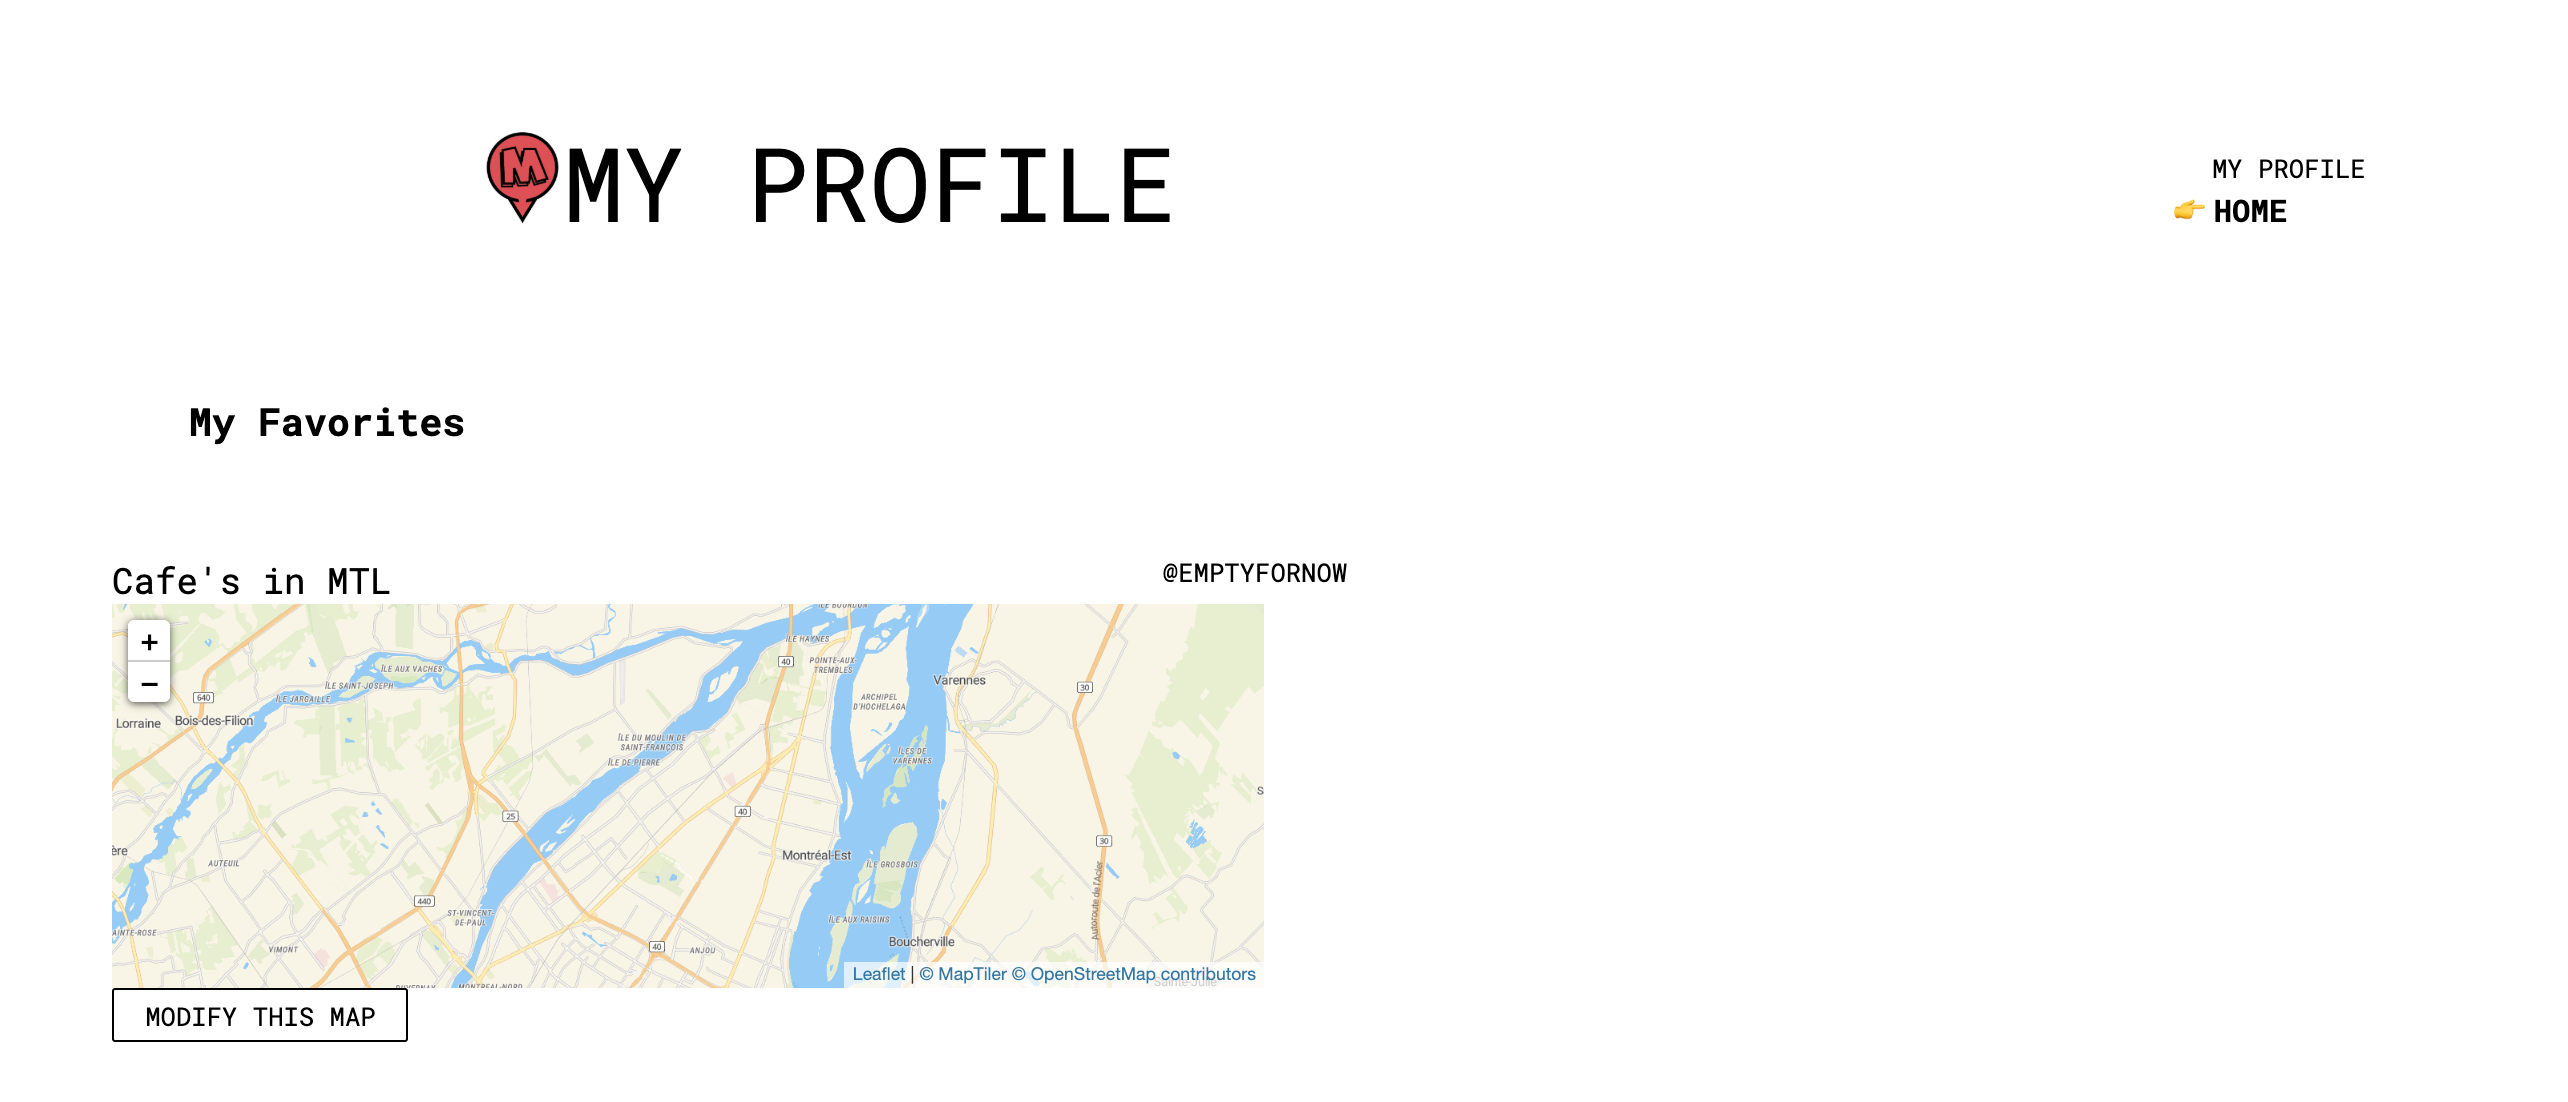 M
MY PROFILE
MY PROFILE
👉 HOME
My Favorites
Cafe's in MTL
@EMPTYFORNOW
+
−
ÎLE BOURDON
ÎLE HAYNES
40
POINTE-AUX-
TREMBLES
ÎLE AUX VACHES
ÎLE SAINT-JOSEPH
ÎLE JARGAILLE
640
Varennes
30
ARCHIPEL
D'HOCHELAGA
Lorraine
Bois-des-Filion
ÎLE DU MOULIN DE
SAINT-FRANÇOIS
ÎLE DE PIERRE
ÎLES DE
VARENNES
S
25
40
30
ère
AUTEUIL
Montréal-Est
ÎLE GROSBOIS
Autoroute de l'Acier
440
ST-VINCENT-
DE-PAUL
ÎLE AUX RAISINS
AINTE-ROSE
VIMONT
40
ANJOU
Boucherville
Leaflet | © MapTiler © OpenStreetMap contributors
Sainte-Julie
DUVERNAY
MONTREAL-NORD
MODIFY THIS MAP